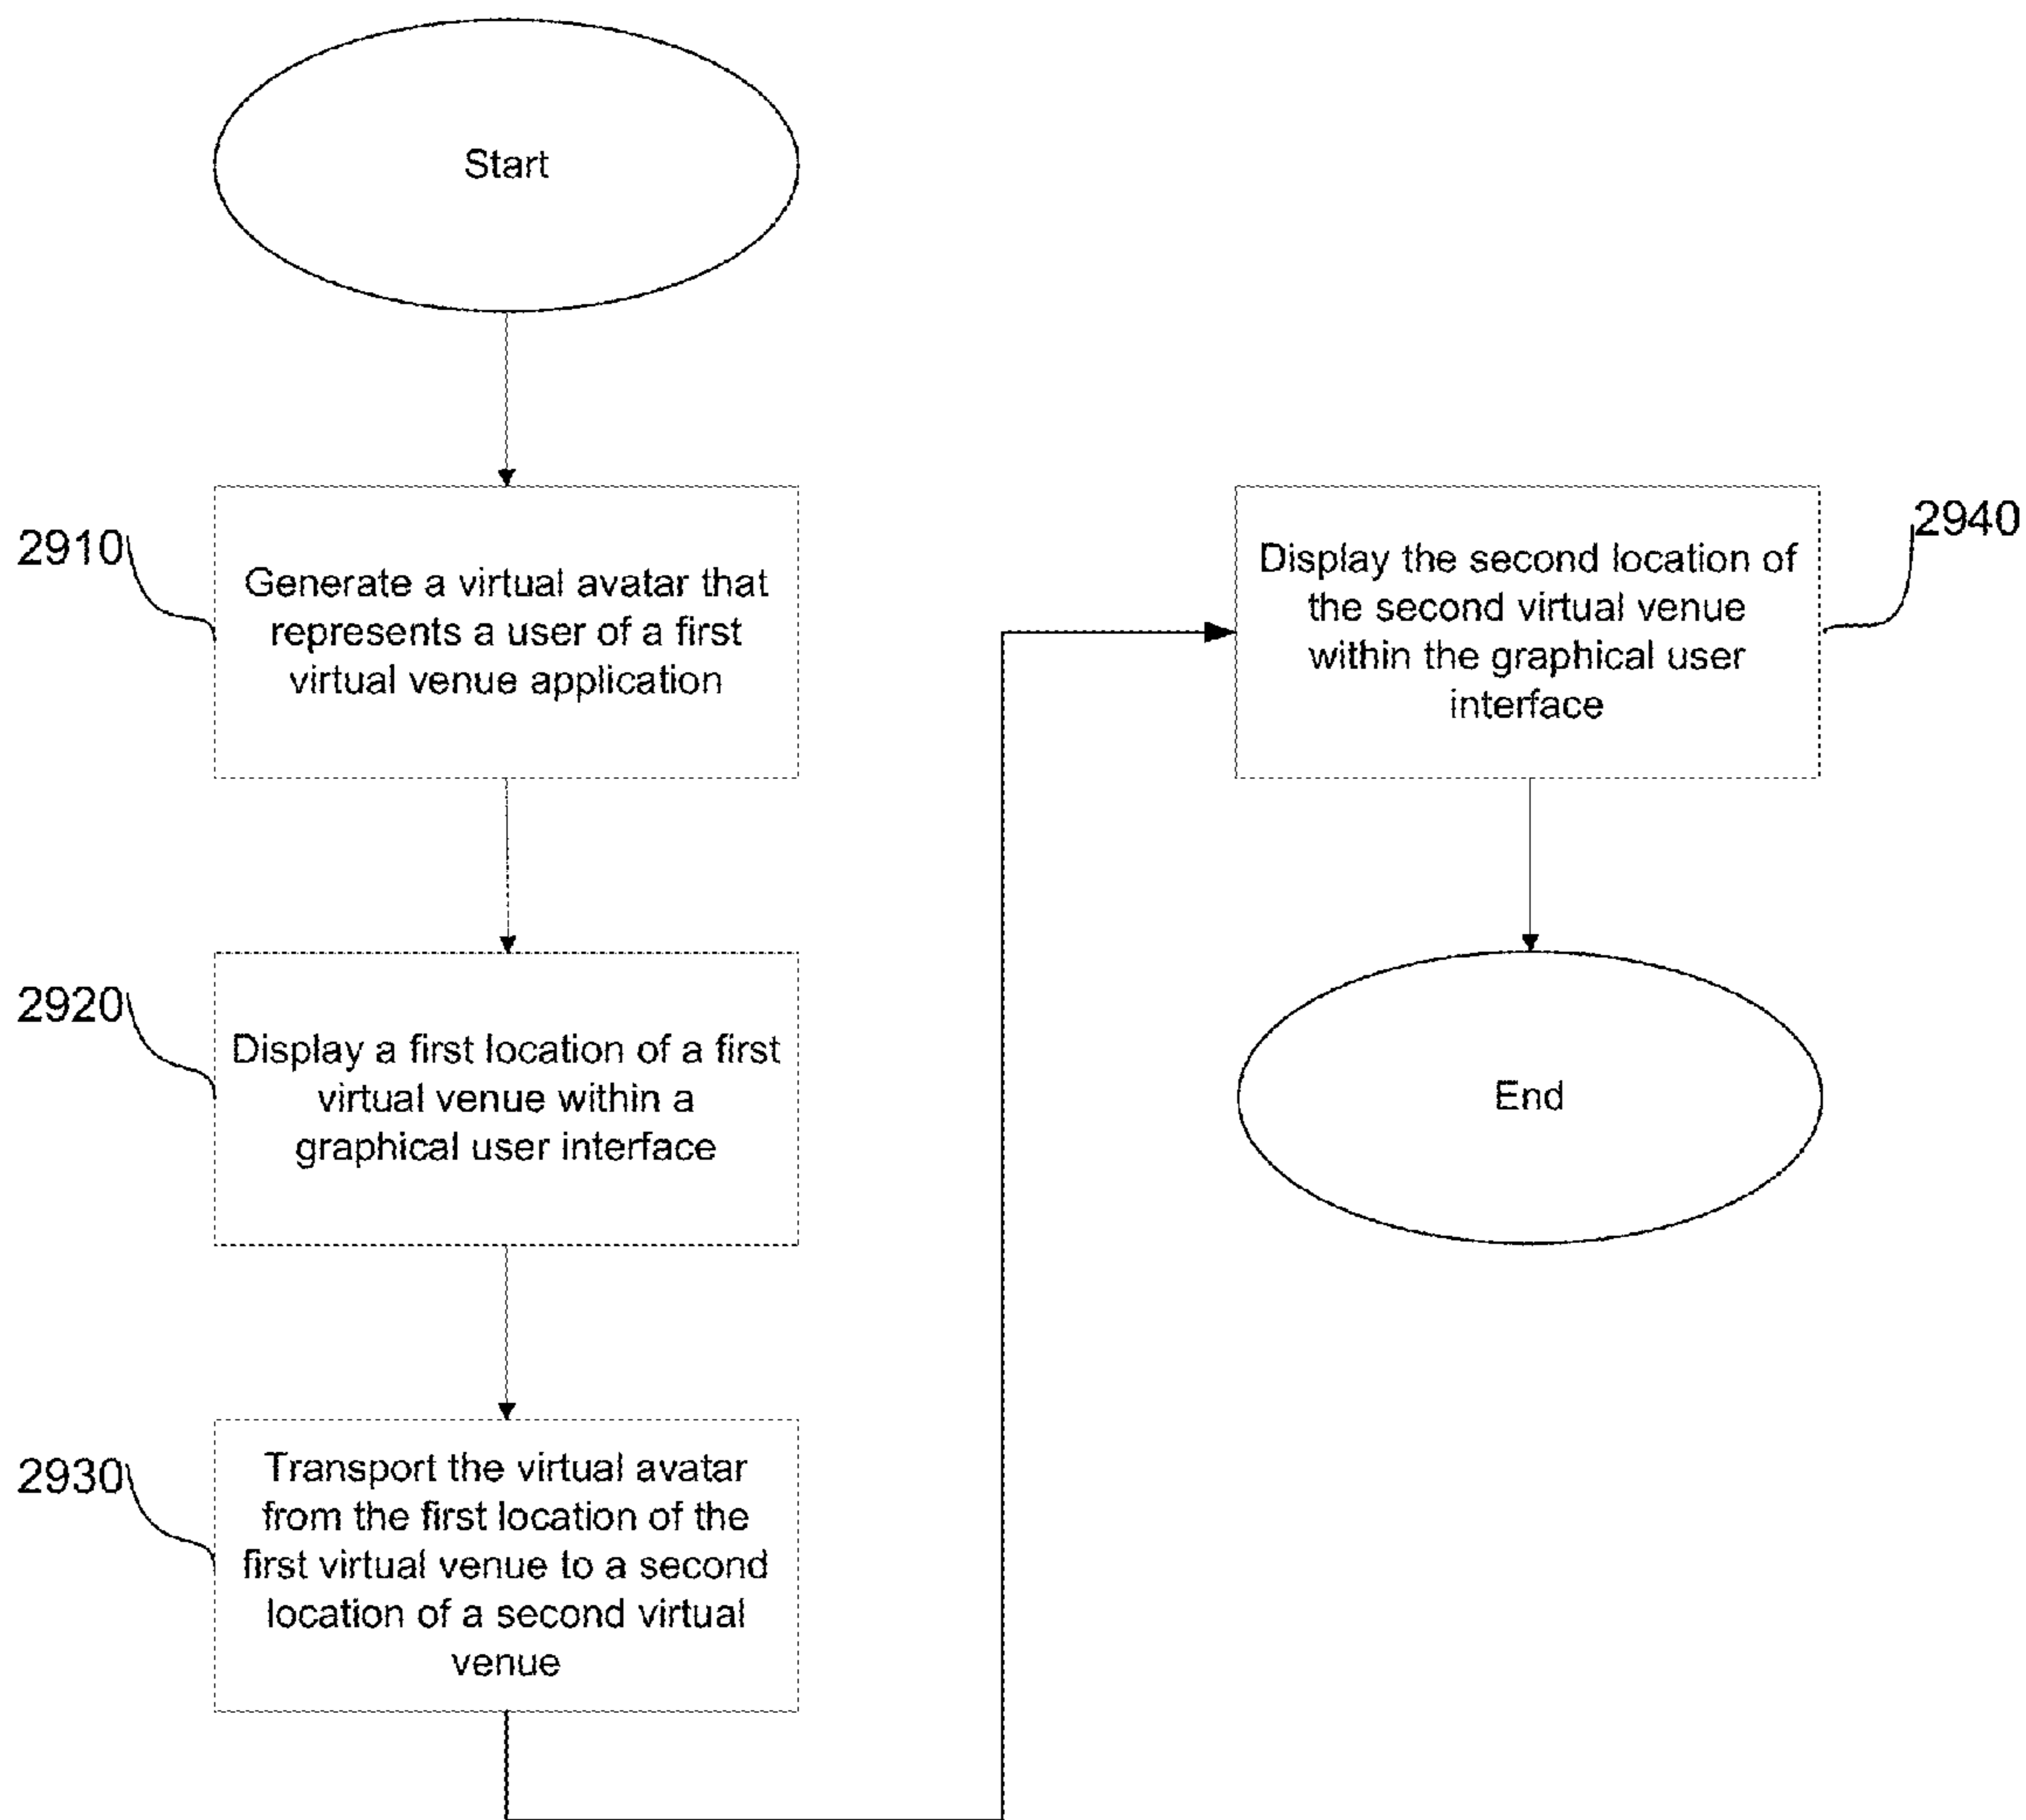 Start
2910
Generate a virtual avatar that
represents a user of a first
virtual venue application
2920
Display a first location of a first
virtual venue within a
graphical user interface
2930
Transport the virtual avatar
from the first location of the
first virtual venue to a second
location of a second virtual
venue
2940
Display the second location of
the second virtual venue
within the graphical user
interface
End